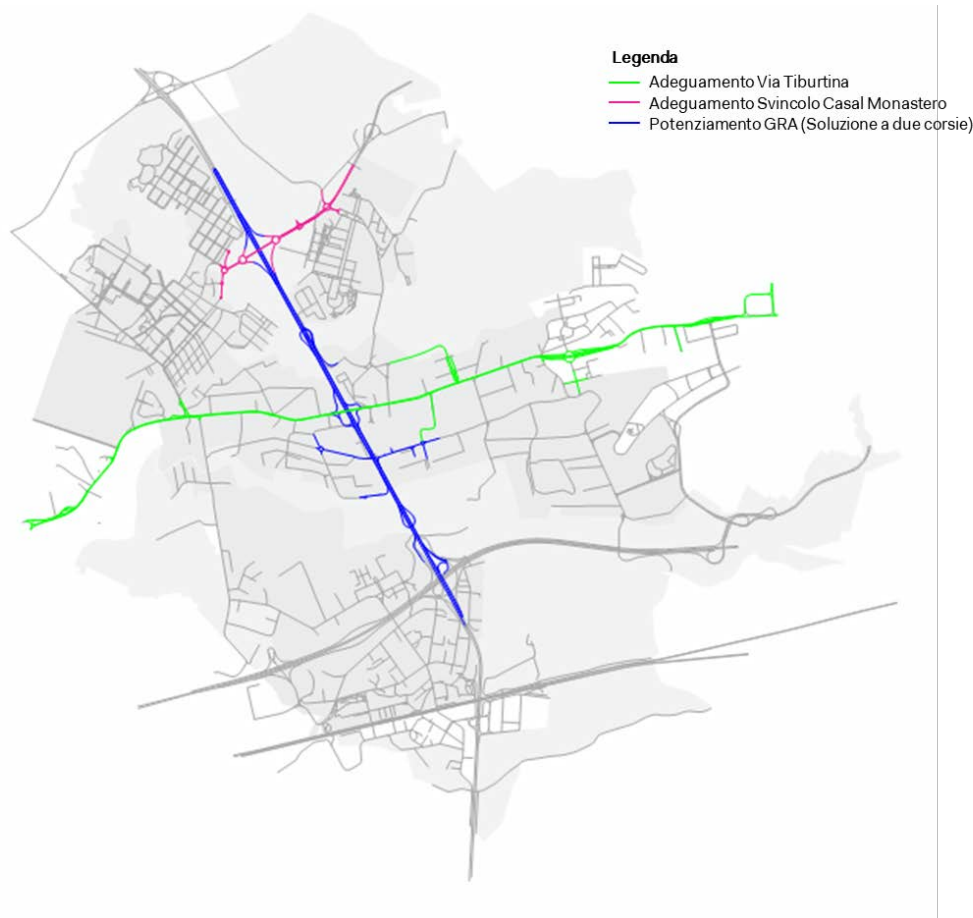 Legenda
Adeguamento Via Tiburtina
Adeguamento Svincolo Casal Monastero
Potenziamento GRA (Soluzione a due corsie)